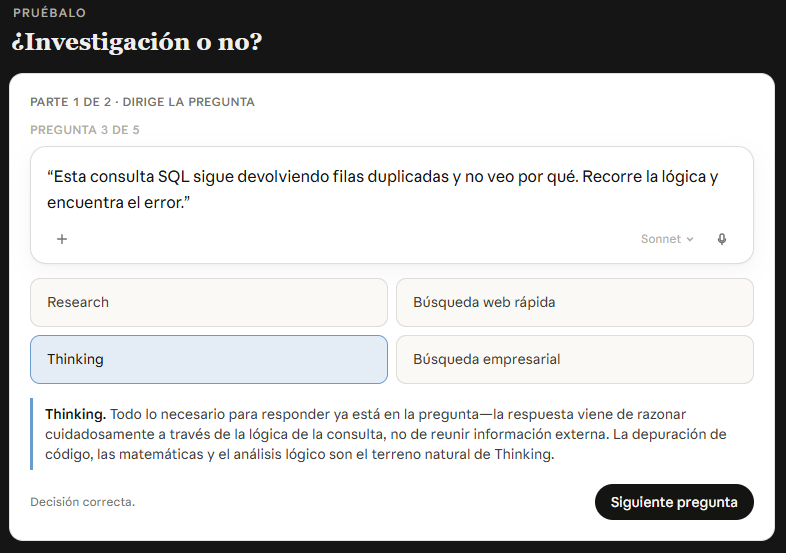 PRUÉBALO
¿Investigación o no?
PARTE 1 DE 2 · DIRIGE LA PREGUNTA
PREGUNTA 3 DE 5
“Esta consulta SQL sigue devolviendo filas duplicadas y no veo por qué. Recorre la lógica y
encuentra el error.”
Sonnet
Research
Búsqueda web rápida
Thinking
Búsqueda empresarial
Thinking. Todo lo necesario para responder ya está en la pregunta—la respuesta viene de razonar
cuidadosamente a través de la lógica de la consulta, no de reunir información externa. La depuración de
código, las matemáticas y el análisis lógico son el terreno natural de Thinking.
Decisión correcta.
Siguiente pregunta